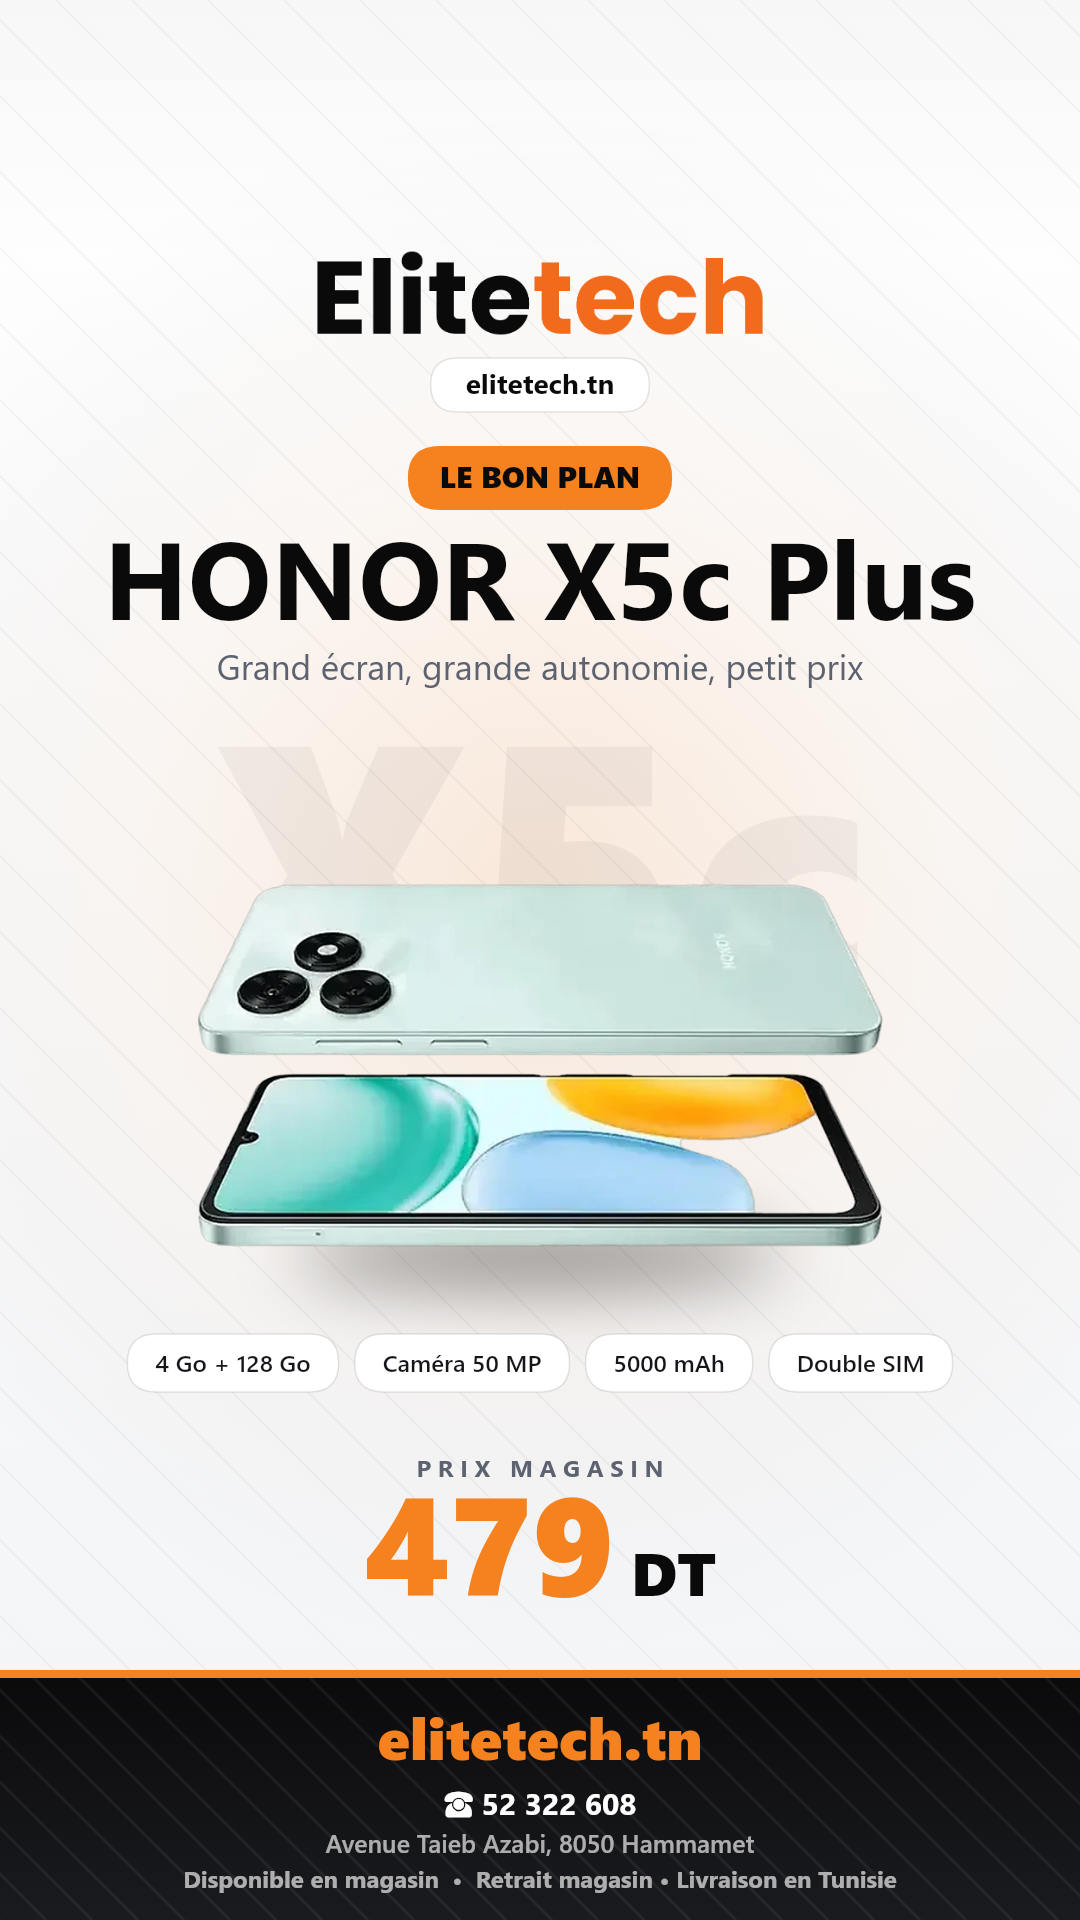 Elitetech
elitetech.tn
LE BON PLAN
HONOR X5c Plus
Grand écran, grande autonomie, petit prix
X5c
HONOR
4 Go + 128 Go
Caméra 50 MP
5000 mAh
Double SIM
PRIX MAGASIN
479 DT
elitetech.tn
☎ 52 322 608
Avenue Taieb Azabi, 8050 Hammamet
Disponible en magasin • Retrait magasin • Livraison en Tunisie